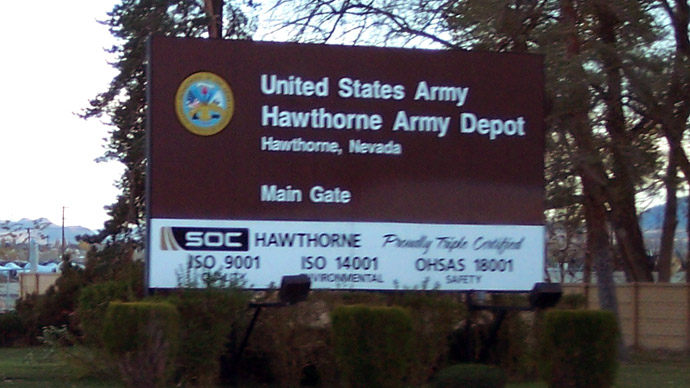 United States Army
Hawthorne Army Depot
Hawthorne, Nevada
Main Gate
SOC HAWTHORNE Proudly Triple Certified
ISO 9001 ISO 14001 OHSAS 18001
QUALITY ENVIRONMENTAL SAFETY